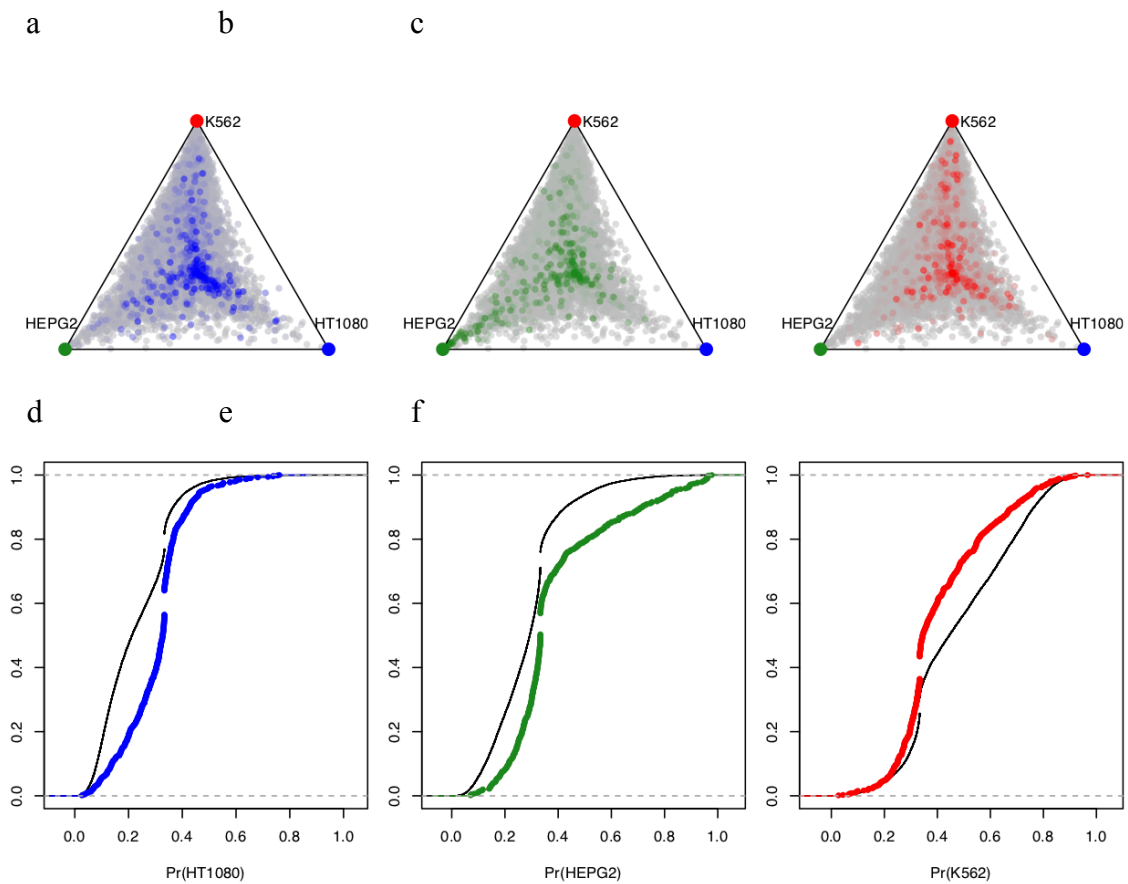 a b c
K562 K562 K562
HEPG2 HT1080 HEPG2 HT1080 HEPG2 HT1080
d e f
1.0 1.0 1.0
0.8 0.8 0.8
0.6 0.6 0.6
0.4 0.4 0.4
0.2 0.2 0.2
0.0 0.0 0.0
0.0 0.2 0.4 0.6 0.8 1.0 0.0 0.2 0.4 0.6 0.8 1.0 0.0 0.2 0.4 0.6 0.8 1.0
Pr(HT1080) Pr(HEPG2) Pr(K562)